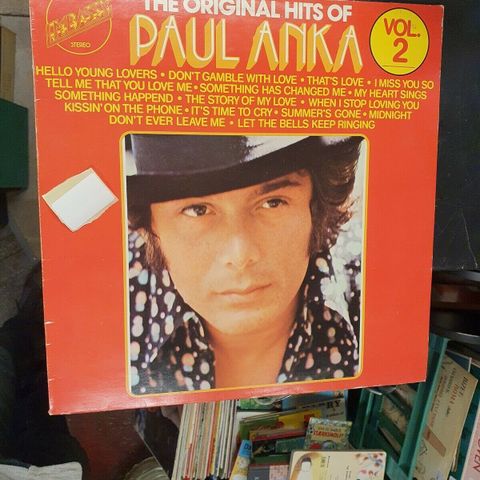 THE ORIGINAL HITS OF
PAUL ANKA
VOL.
2
STEREO
HELLO YOUNG LOVERS • DON'T GAMBLE WITH LOVE • THAT'S LOVE • I MISS YOU SO
TELL ME THAT YOU LOVE ME • SOMETHING HAS CHANGED ME • MY HEART SINGS
SOMETHING HAPPEND • THE STORY OF MY LOVE • WHEN I STOP LOVING YOU
KISSIN' ON THE PHONE • IT'S TIME TO CRY • SUMMER'S GONE • MIDNIGHT
DON'T EVER LEAVE ME • LET THE BELLS KEEP RINGING